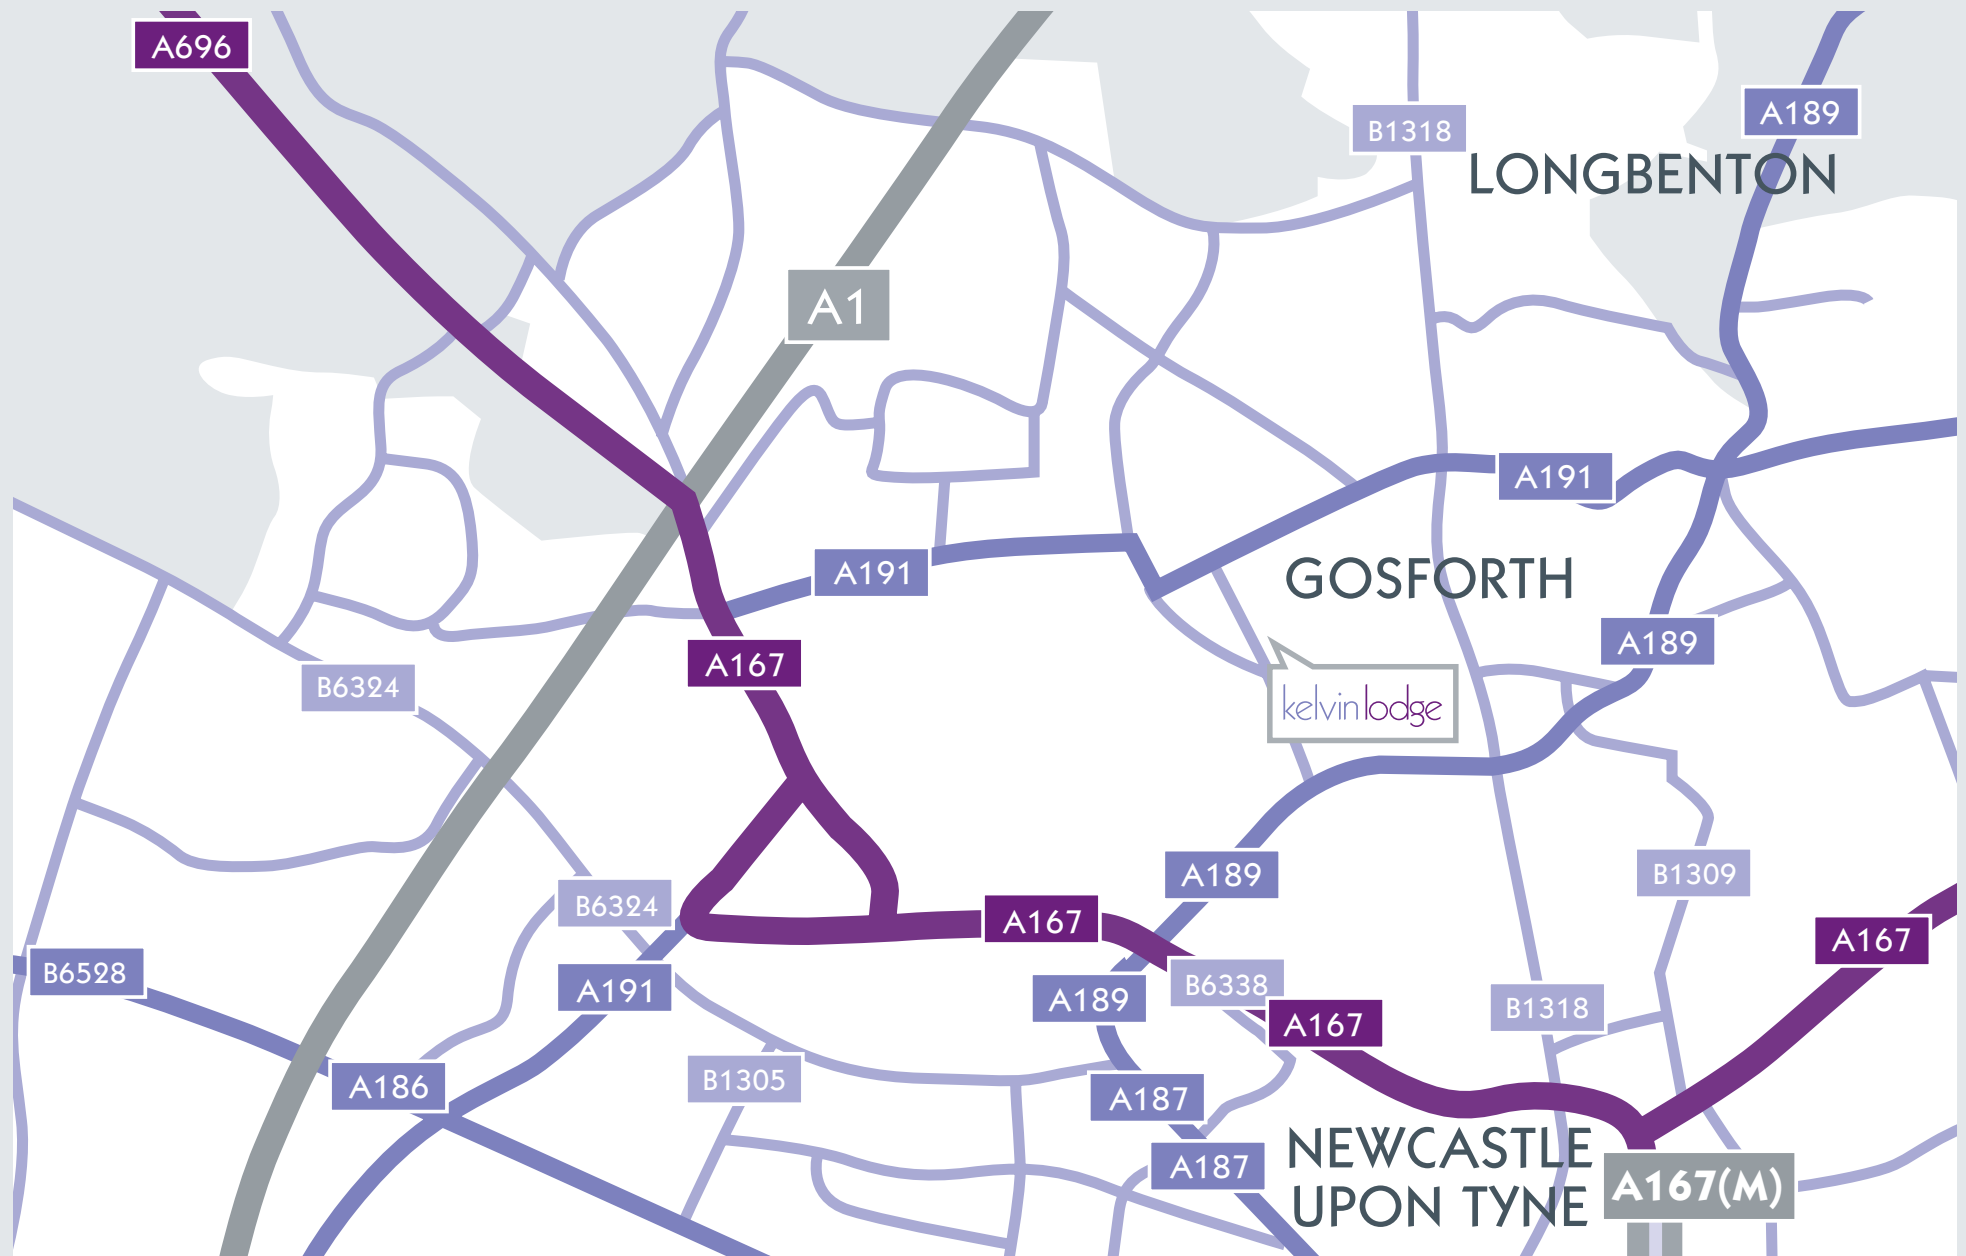 A696
A189
B1318
LONGBENTON
A1
A191
A191
GOSFORTH
A189
A167
B6324
kelvinlodge
A189
B1309
B6324
A167
A167
B6528
A191
A189
B6338
B1318
A167
A186
B1305
A187
A187
NEWCASTLE
UPON TYNE
A167(M)